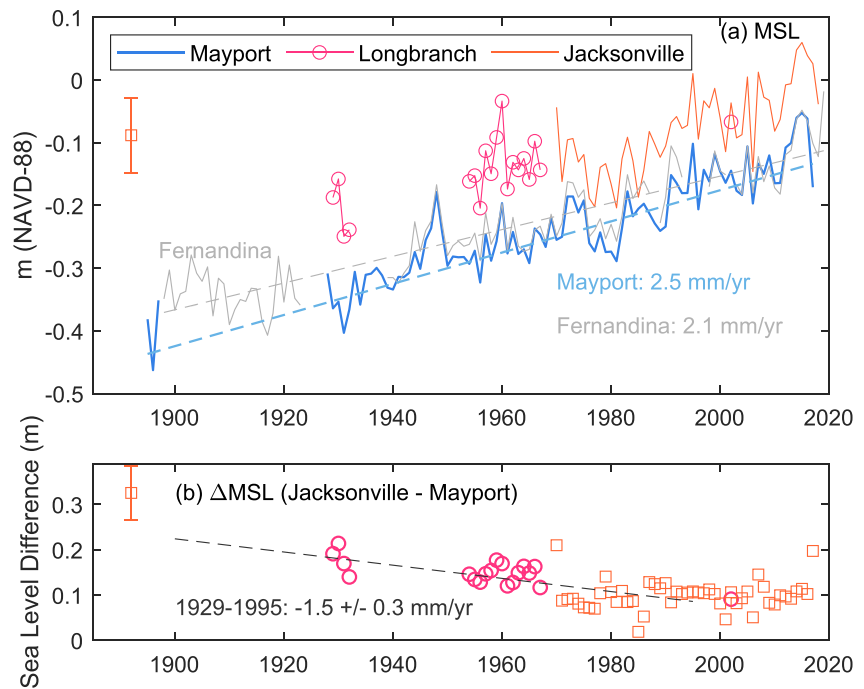 (a) MSL
Mayport
Longbranch
Jacksonville
m (NAVD-88)
0.1
0
-0.1
-0.2
-0.3
-0.4
-0.5
Fernandina
Mayport: 2.5 mm/yr
Fernandina: 2.1 mm/yr
1900 1920 1940 1960 1980 2000 2020
Sea Level Difference (m)
0.3
0.2
0.1
0
(b) ΔMSL (Jacksonville - Mayport)
1929-1995: -1.5 +/- 0.3 mm/yr
1900 1920 1940 1960 1980 2000 2020